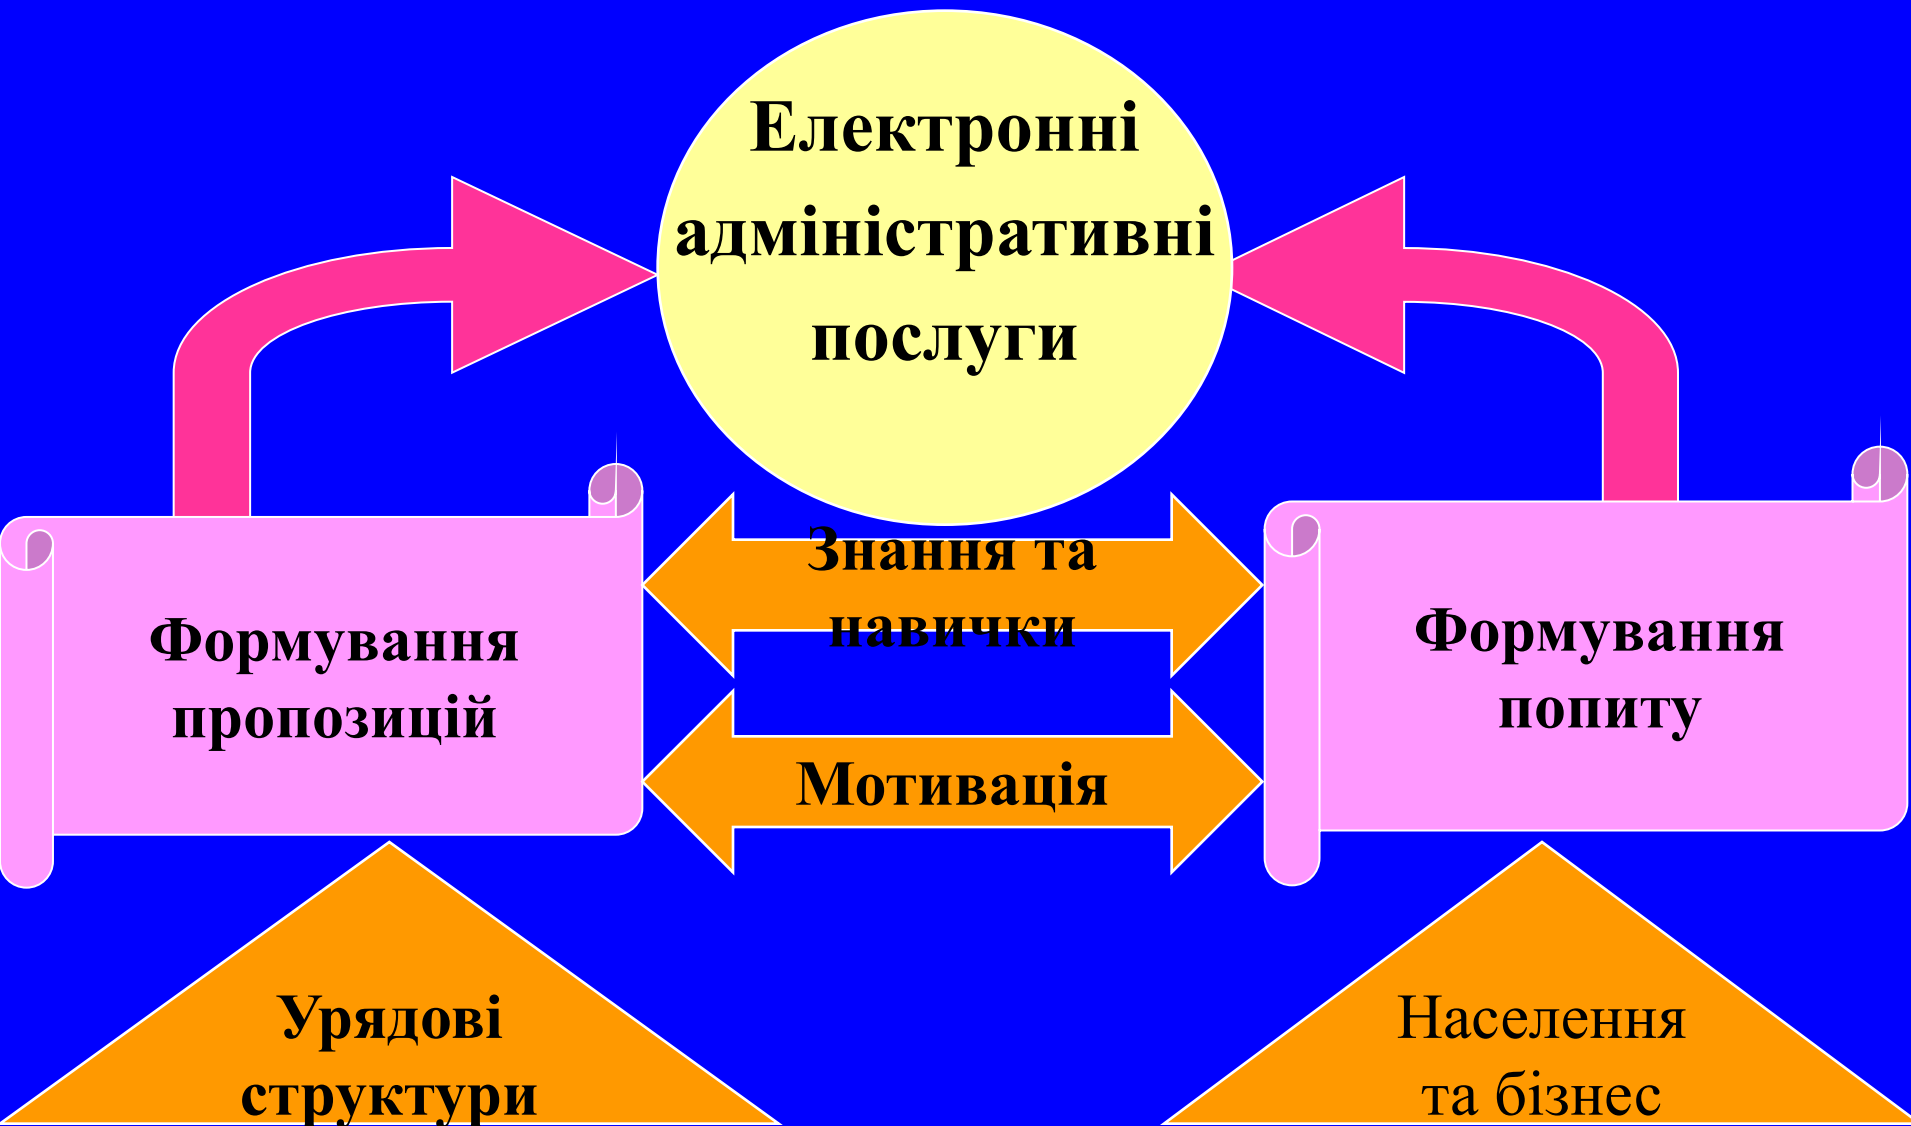 Електронні
адміністративні
послуги
Знання та
навички
Формування
пропозицій
Формування
попиту
Мотивація
Урядові
структури
Населення
та бізнес